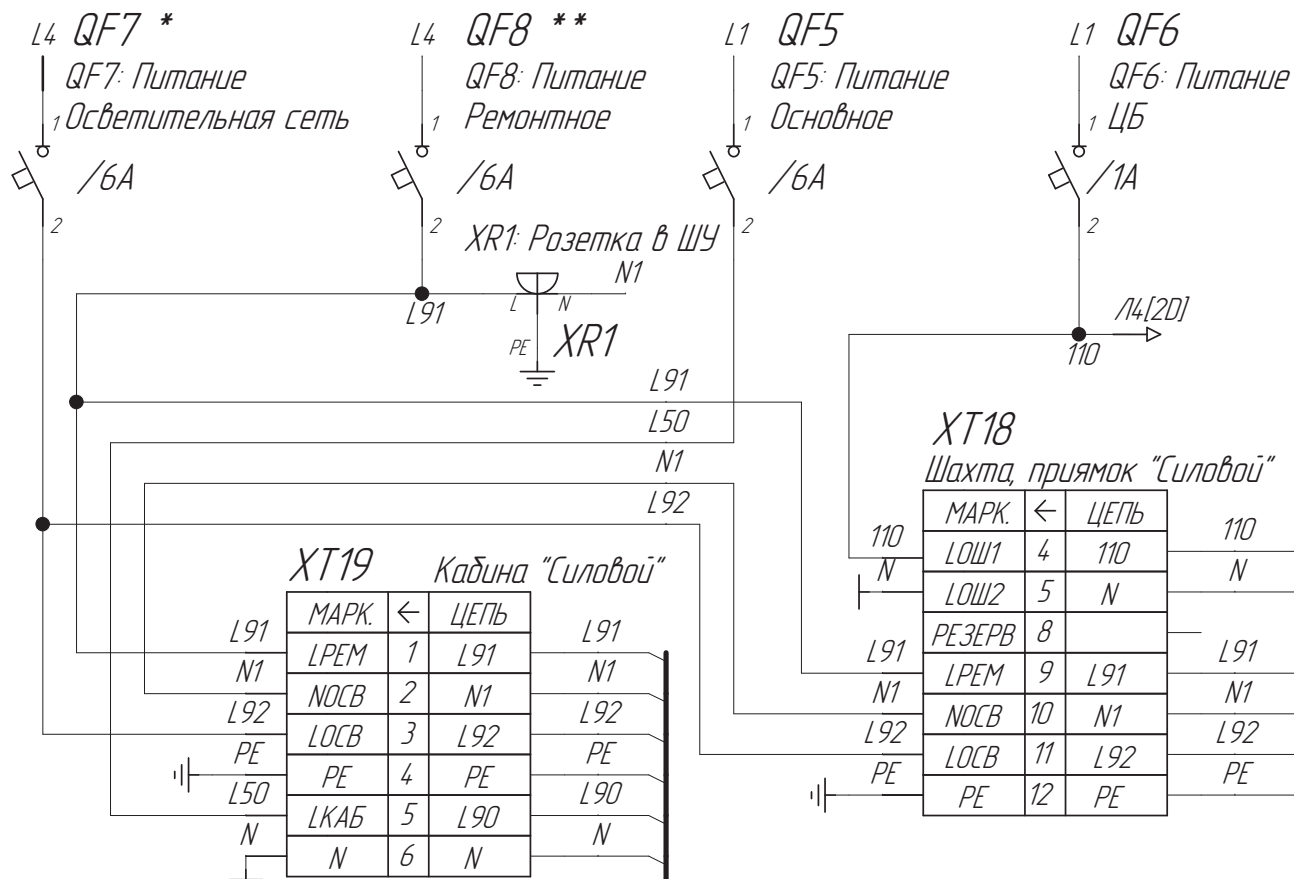 L4 QF7 *
QF7: Питание
Осветительная сеть
1
/6А
2
L4 QF8 **
QF8: Питание
Ремонтное
1
/6А
2
L1 QF5
QF5: Питание
Основное
1
/6А
2
L1 QF6
QF6: Питание
ЦБ
1
/1А
2
XR1: Розетка в ШУ
N1
L91
L
N
PE
XR1
/14[2D]
110
L91
L50
N1
L92
XT19 Кабина "Силовой"
МАРК. ← ЦЕПЬ
L91 LРЕМ 1 L91 L91
N1 NОСВ 2 N1 N1
L92 LОСВ 3 L92 L92
PE PE 4 PE PE
L50 LКАБ 5 L90 L90
N N 6 N N
XT18
Шахта, приямок "Силовой"
МАРК. ← ЦЕПЬ
110 LОШ1 4 110 110
N LОШ2 5 N N
РЕЗЕРВ 8
L91 LРЕМ 9 L91 L91
N1 NОСВ 10 N1 N1
L92 LОСВ 11 L92 L92
PE PE 12 PE PE